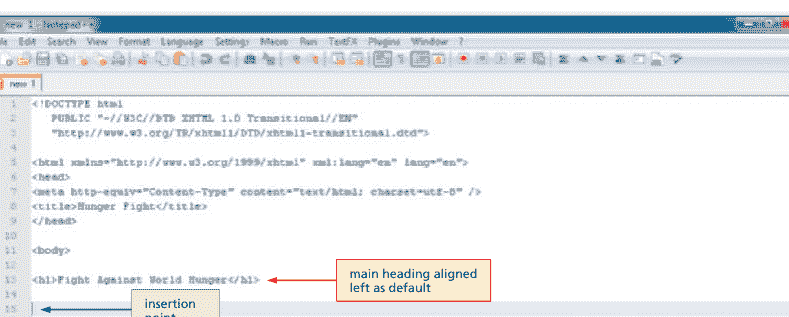 new 1 - Notepad++
Edit Search View Format Language Settings Macro Run TextFX Plugins Window ?
new 1
1 <!DOCTYPE html
2 PUBLIC "-//W3C//DTD XHTML 1.0 Transitional//EN"
3 "http://www.w3.org/TR/xhtml1/DTD/xhtml1-transitional.dtd">
4
5 <html xmlns="http://www.w3.org/1999/xhtml" xml:lang="en" lang="en">
6 <head>
7 <meta http-equiv="Content-Type" content="text/html; charset=utf-8" />
8 <title>Hunger Fight</title>
9 </head>
10
11 <body>
12
13 <h1>Fight Against World Hunger</h1>
main heading aligned
left as default
14
15
insertion
point